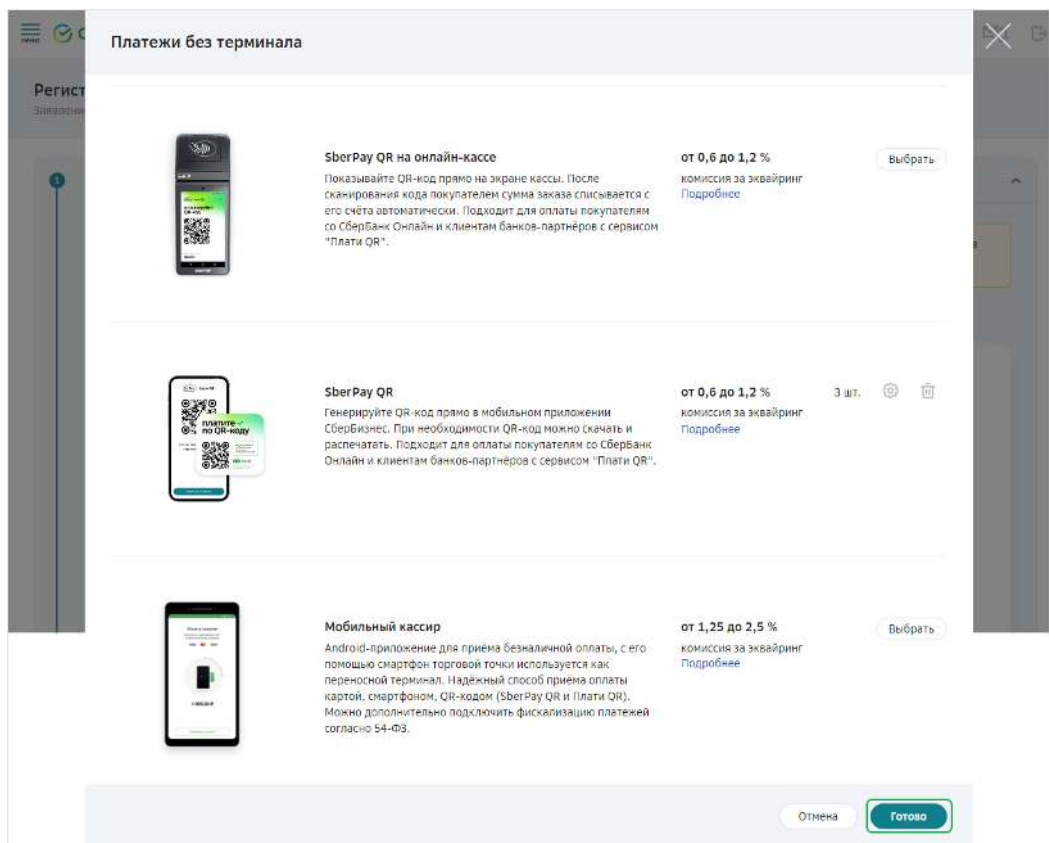 Платежи без терминала
меню
Регист
Заявлени
1
SberPay QR на онлайн-кассе
Показывайте QR-код прямо на экране кассы. После
сканирования кода покупателем сумма заказа списывается с
его счёта автоматически. Подходит для оплаты покупателям
со СберБанк Онлайн и клиентам банков-партнёров с сервисом
"Плати QR".
от 0,6 до 1,2 %
комиссия за эквайринг
Подробнее
Выбрать
платите
по QR-коду
SberPay QR
Генерируйте QR-код прямо в мобильном приложении
СберБизнес. При необходимости QR-код можно скачать и
распечатать. Подходит для оплаты покупателям со СберБанк
Онлайн и клиентам банков-партнёров с сервисом "Плати QR".
от 0,6 до 1,2 %
комиссия за эквайринг
Подробнее
3 шт.
Мобильный кассир
Android-приложение для приёма безналичной оплаты, с его
помощью смартфон торговой точки используется как
переносной терминал. Надёжный способ приёма оплаты
картой, смартфоном, QR-кодом (SberPay QR и Плати QR).
Можно дополнительно подключить фискализацию платежей
согласно 54-ФЗ.
от 1,25 до 2,5 %
комиссия за эквайринг
Подробнее
Выбрать
Отмена
Готово